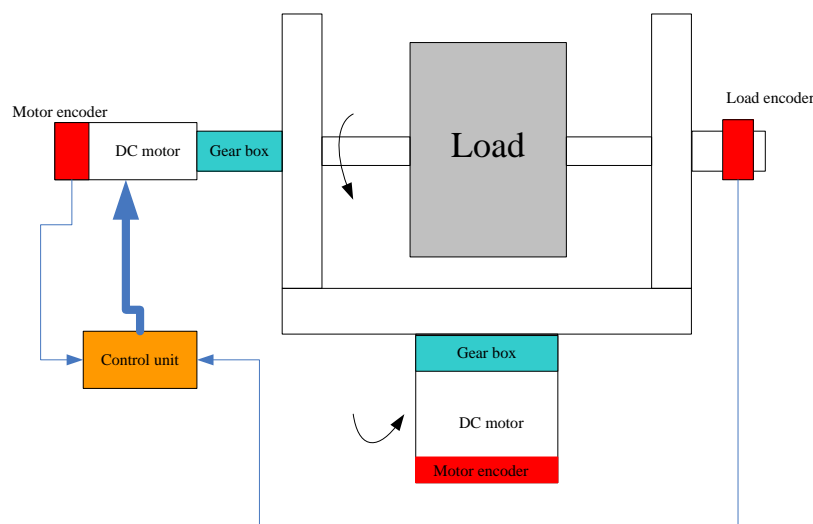 Motor encoder
Load encoder
DC motor
Gear box
Load
Control unit
Gear box
DC motor
Motor encoder